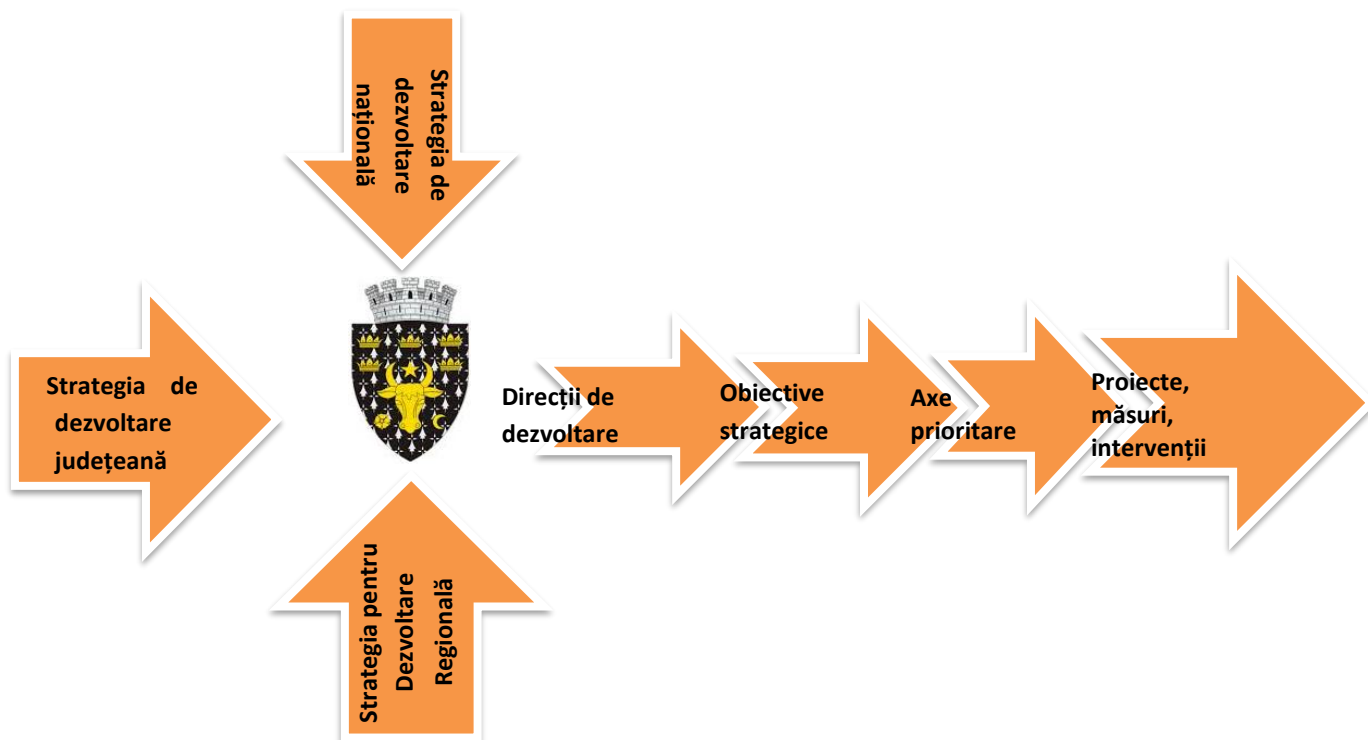 Strategia de
dezvoltare
națională
Strategia de
dezvoltare
județeană
Direcții de
dezvoltare
Obiective
strategice
Axe
prioritare
Proiecte,
măsuri,
intervenții
Strategia pentru
Dezvoltare
Regională